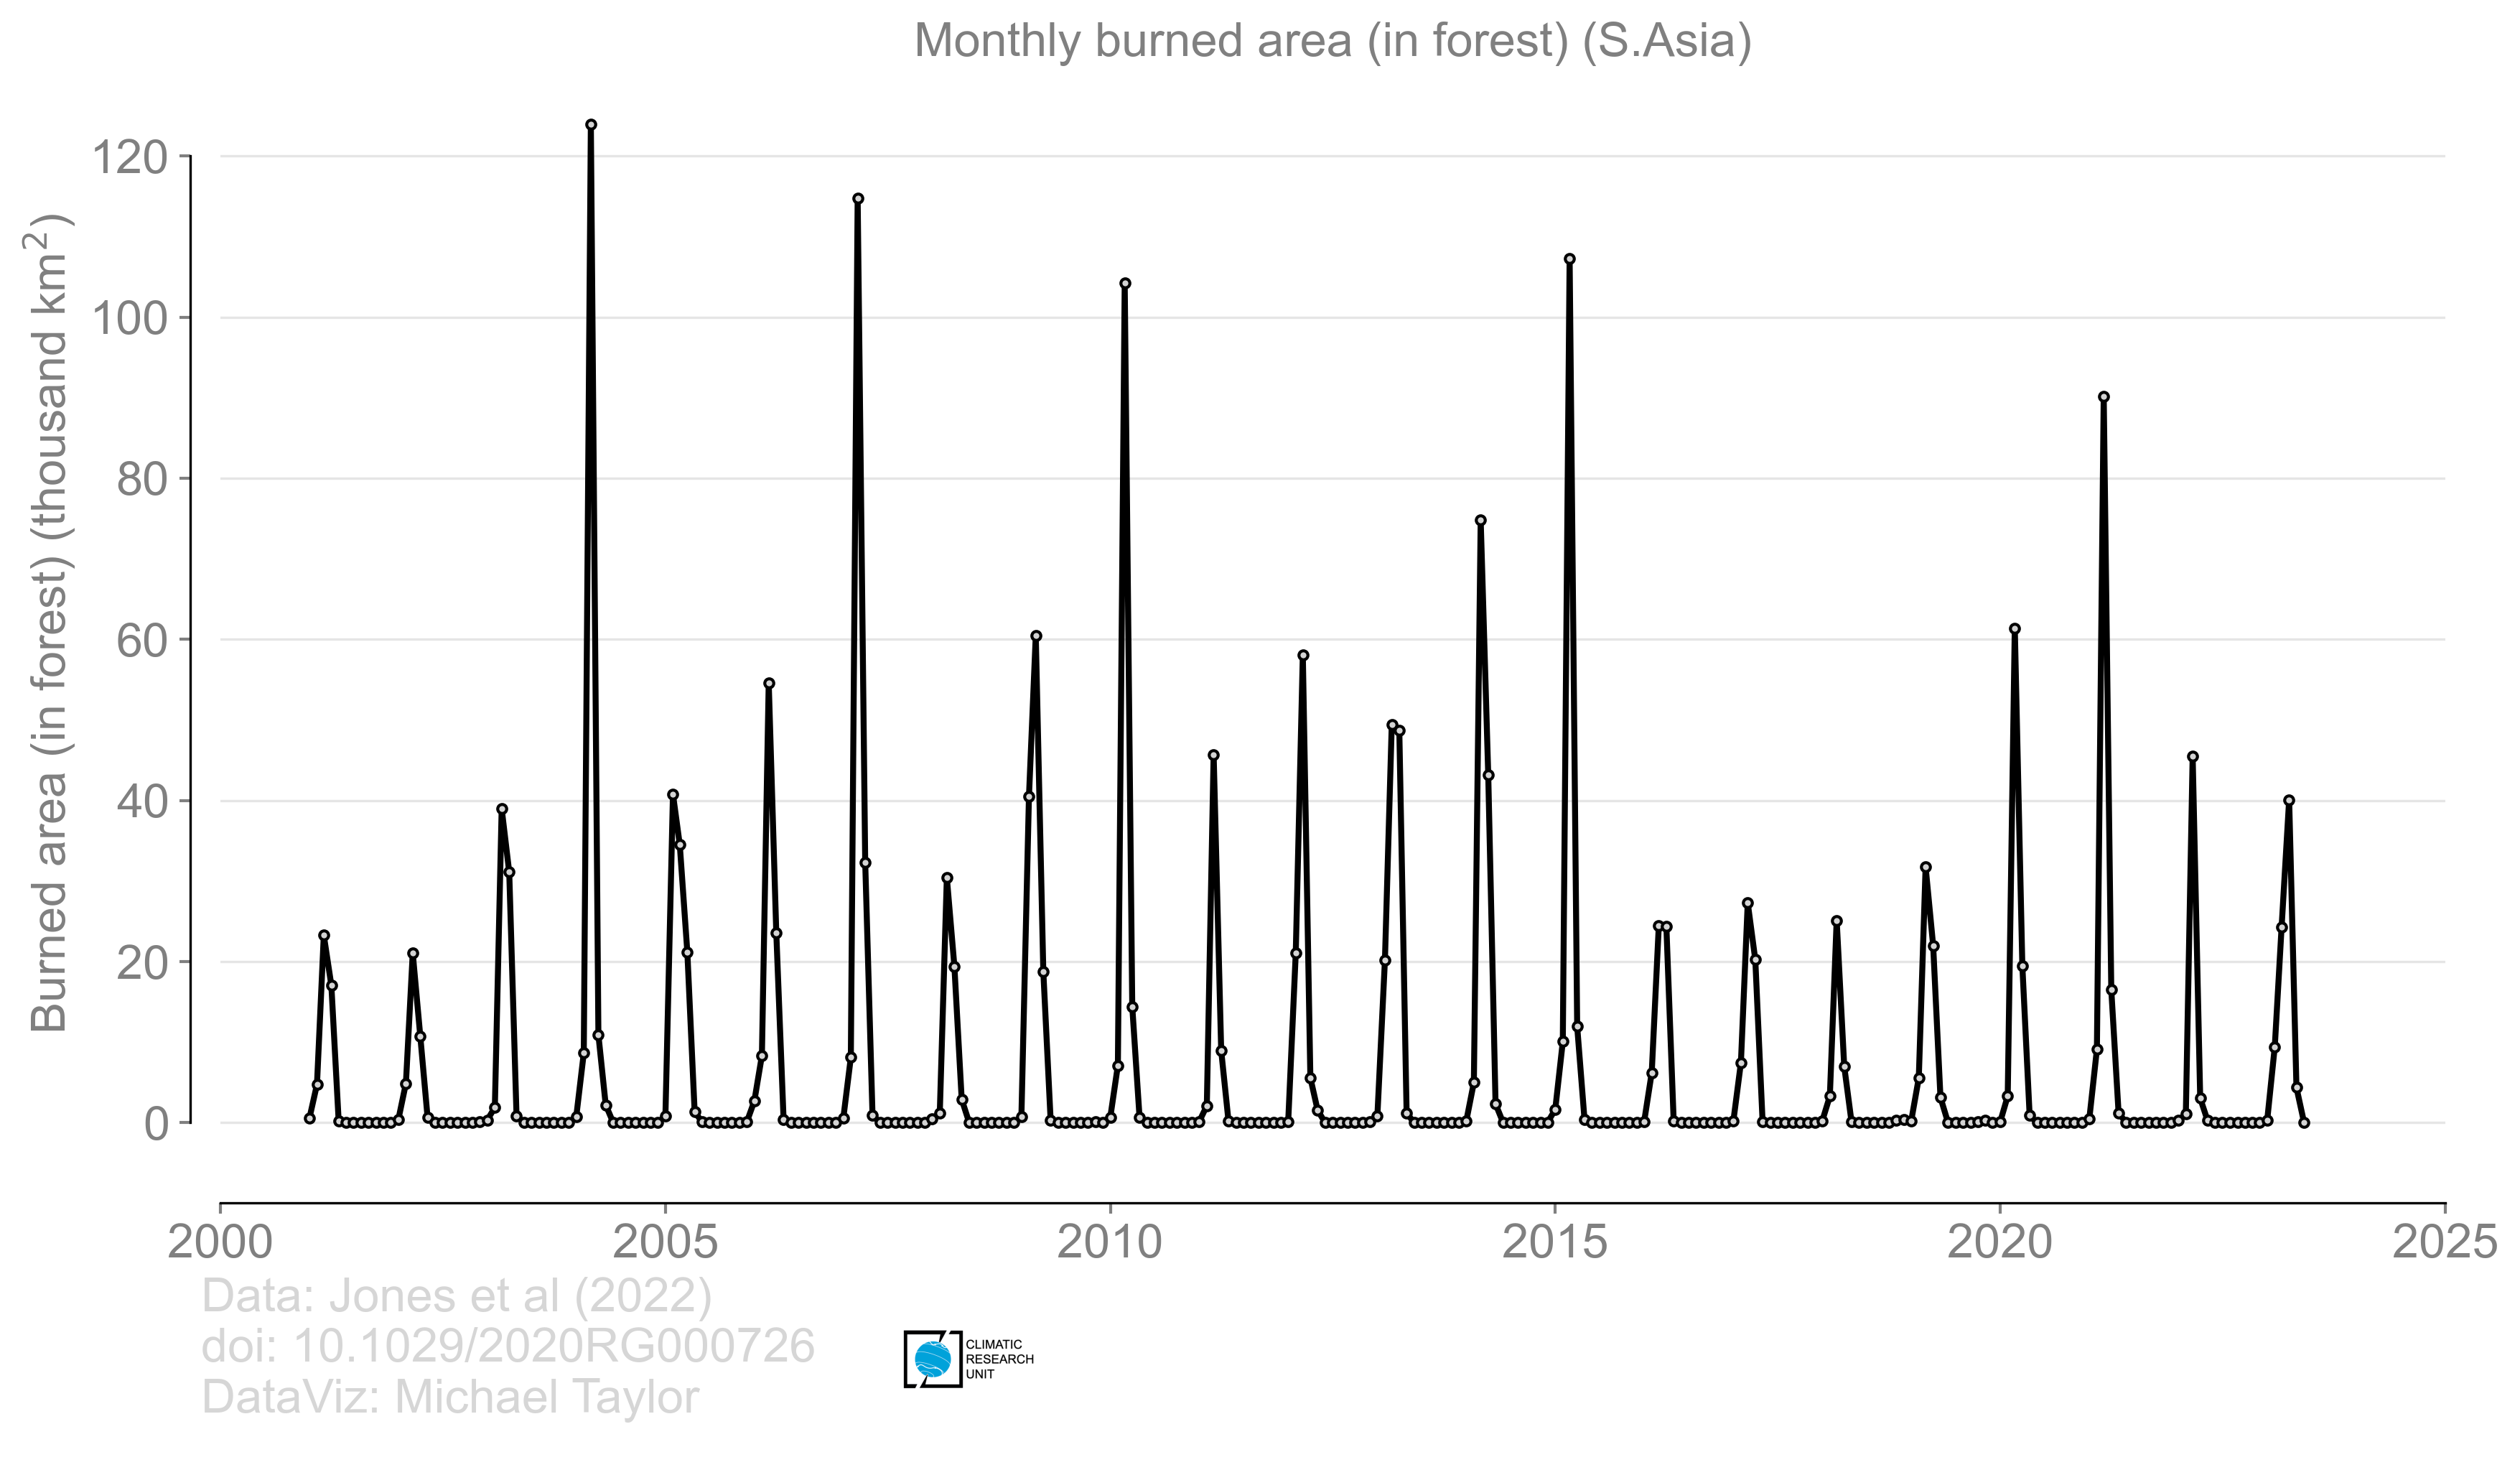 Monthly burned area (in forest) (S.Asia)
Burned area (in forest) (thousand km²)
120
100
80
60
40
20
0
2000 2005 2010 2015 2020 2025
Data: Jones et al (2022)
doi: 10.1029/2020RG000726
DataViz: Michael Taylor
CLIMATIC
RESEARCH
UNIT